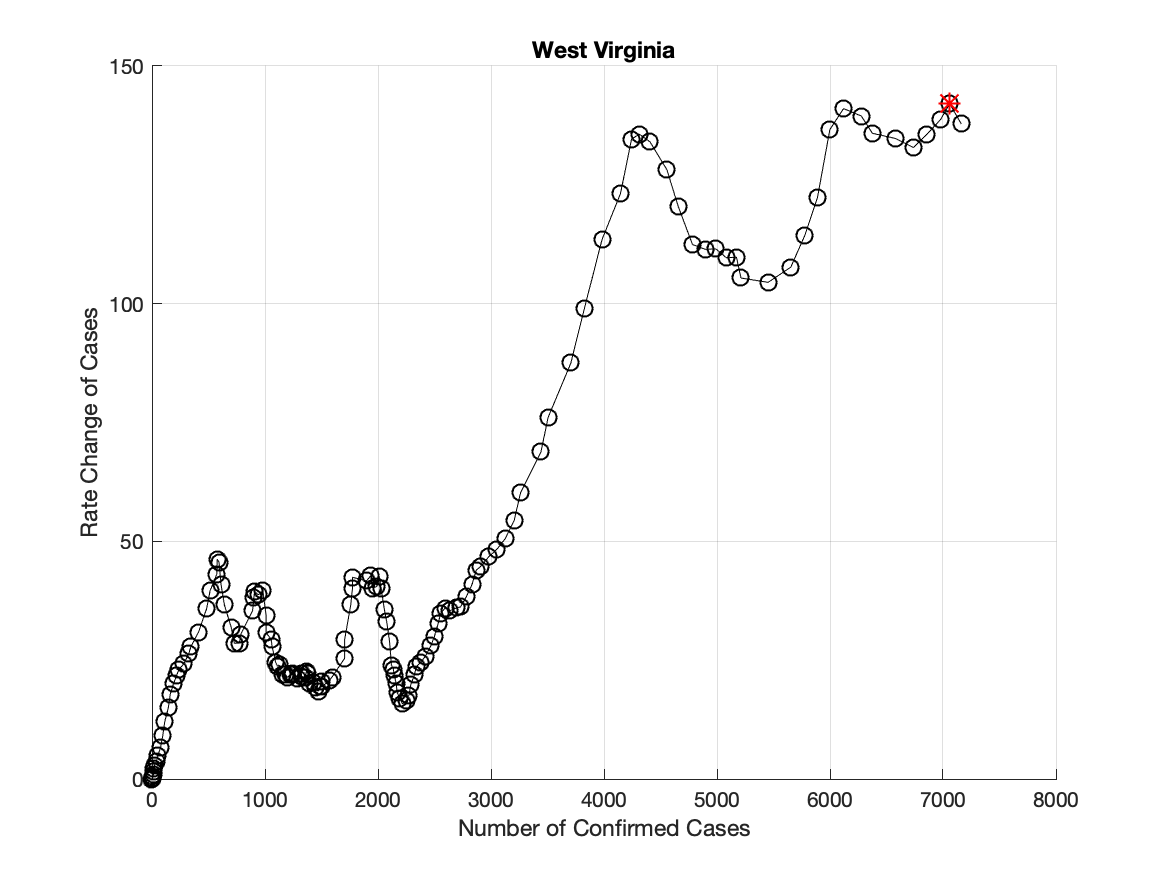 West Virginia
150
100
50
0
Rate Change of Cases
0 1000 2000 3000 4000 5000 6000 7000 8000
Number of Confirmed Cases